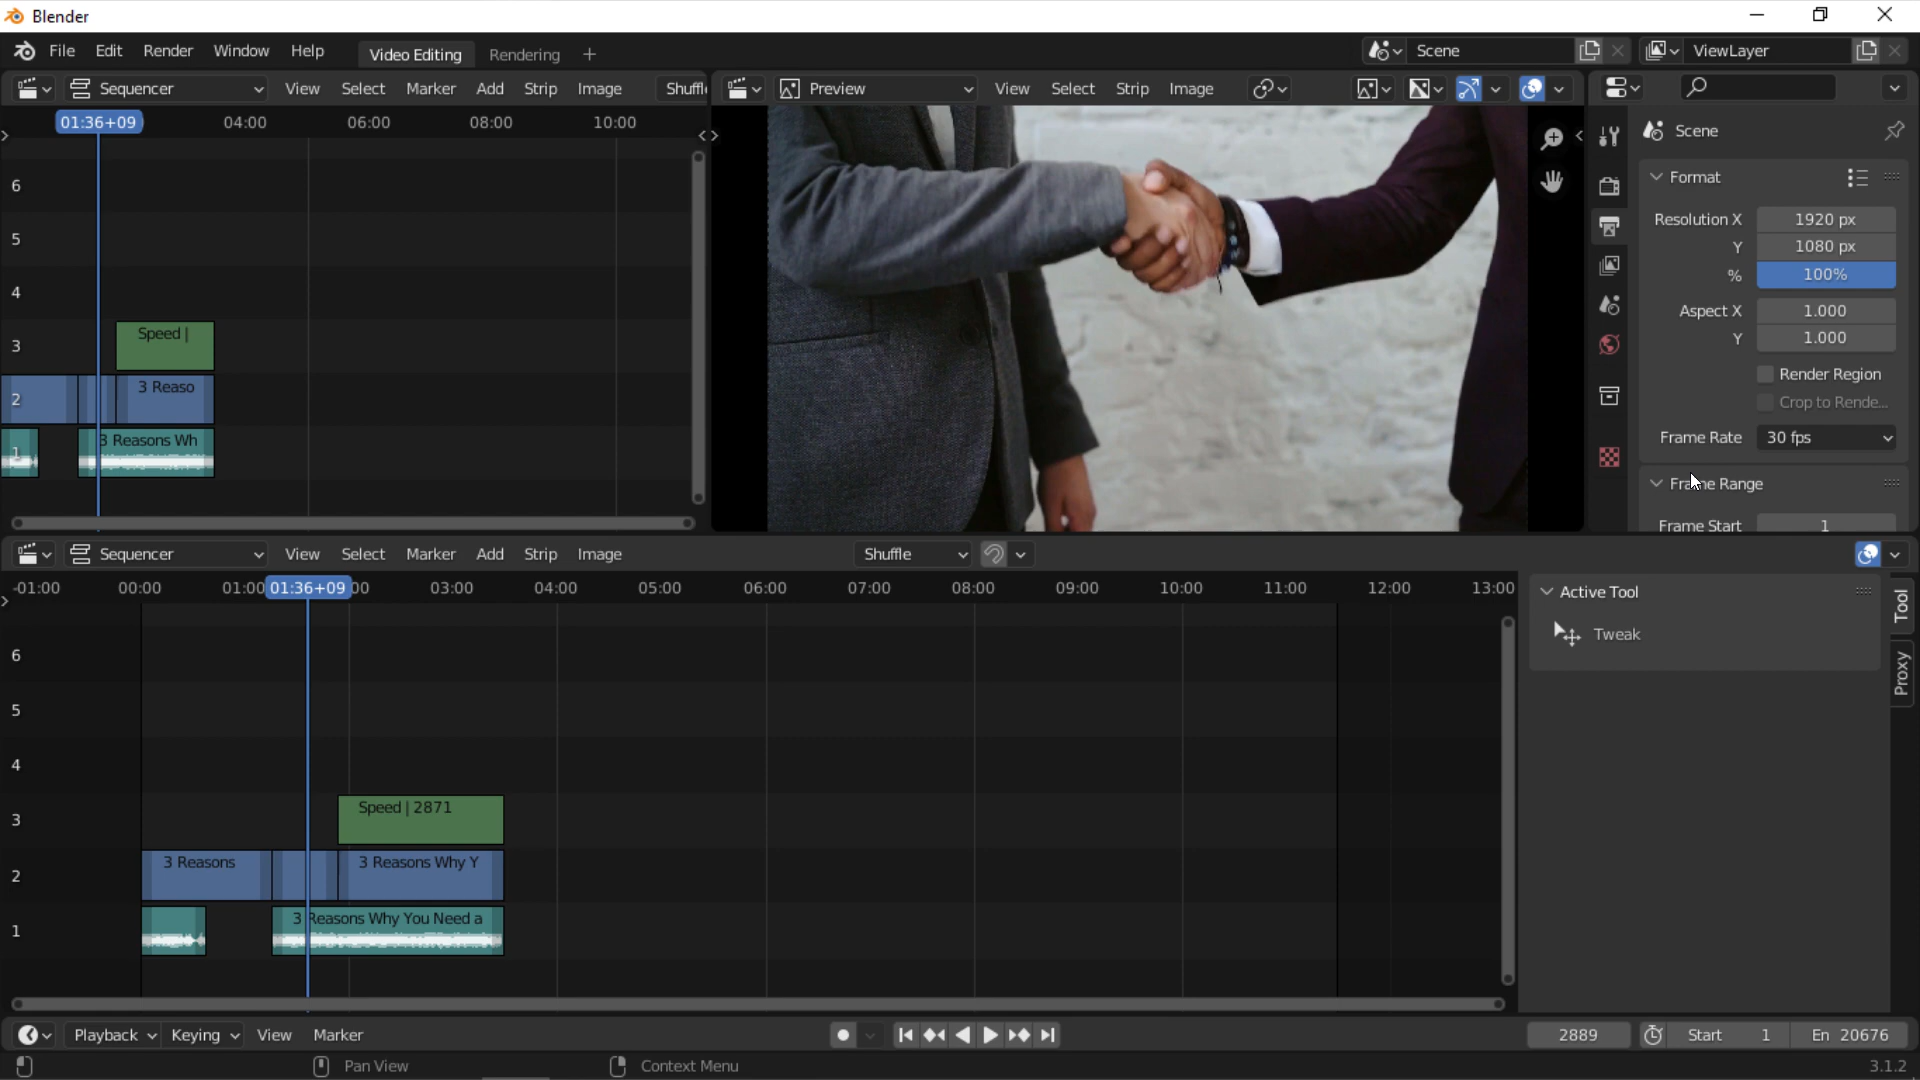 Blender
File Edit Render Window Help Video Editing Rendering + Scene ViewLayer
Sequencer View Select Marker Add Strip Image Shuffl Preview View Select Strip Image
01:36+09 04:00 06:00 08:00 10:00
Scene
Format
Resolution X 1920 px
Y 1080 px
% 100%
Aspect X 1.000
Y 1.000
Render Region
Crop to Rende...
Frame Rate 30 fps
Frame Range
Frame Start 1
6
5
4
3 Speed |
2 3 Reaso
1 3 Reasons Wh
Sequencer View Select Marker Add Strip Image Shuffle
-01:00 00:00 01:00 01:36+09 00 03:00 04:00 05:00 06:00 07:00 08:00 09:00 10:00 11:00 12:00 13:00
Active Tool
Tweak
Tool
Proxy
6
5
4
3 Speed | 2871
2 3 Reasons 3 Reasons Why Y
1 3 Reasons Why You Need a
Playback Keying View Marker 2889 Start 1 En 20676
Pan View Context Menu 3.1.2